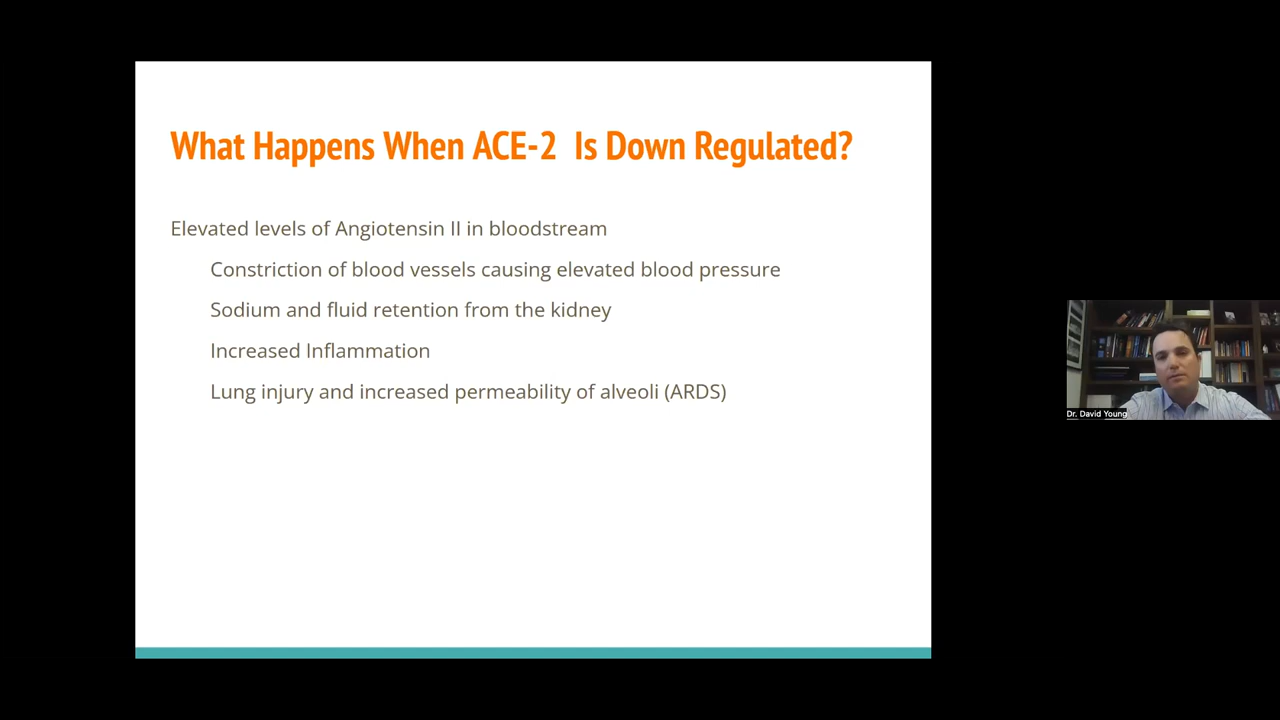 What Happens When ACE-2  Is Down Regulated?
Elevated levels of Angiotensin II in bloodstream
Constriction of blood vessels causing elevated blood pressure
Sodium and fluid retention from the kidney
Increased Inflammation
Lung injury and increased permeability of alveoli (ARDS)
Dr. David Young